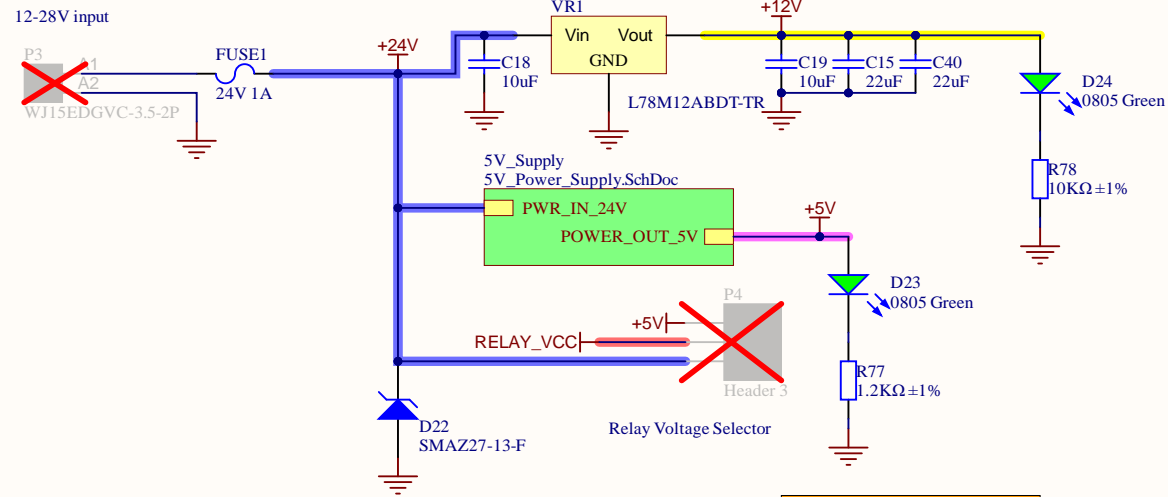 12-28V input
P3
A1
A2
WJ15EDGVC-3.5-2P
FUSE1
24V 1A
+24V
C18
10uF
VR1
Vin Vout
GND
L78M12ABDT-TR
+12V
C19
10uF
C15
22uF
C40
22uF
D24
0805 Green
R78
10KΩ ±1%
5V_Supply
5V_Power_Supply.SchDoc
PWR_IN_24V
POWER_OUT_5V
+5V
D23
0805 Green
R77
1.2KΩ ±1%
P4
+5V
RELAY_VCC
Header 3
Relay Voltage Selector
D22
SMAZ27-13-F